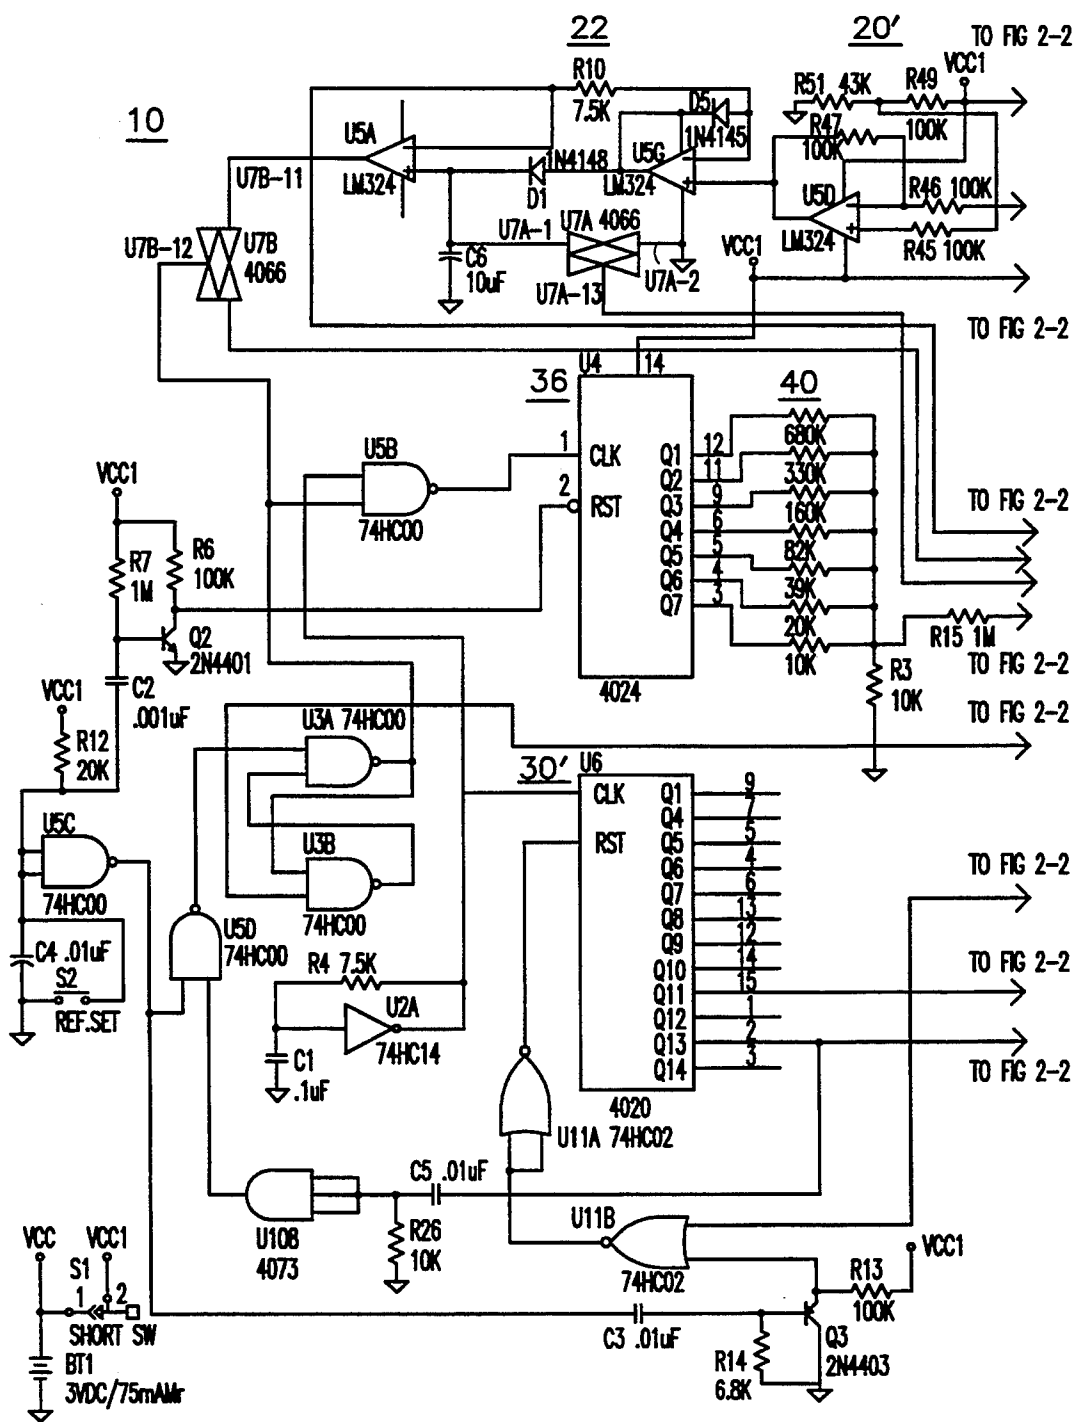 22
20'
TO FIG 2-2
10
R10
7.5K
R51 43K
VCC1
R49
100K
D5
1N4145
R47
100K
U5A
LM324
U7B-11
1N4148
D1
U5G
LM324
U5D
LM324
R46 100K
R45 100K
U7B-12
U7B
4066
U7A-1
U7A 4066
U7A-2
U7A-13
C6
10uF
VCC1
TO FIG 2-2
U4
14
36
40
U5B
74HC00
1
CLK
2
RST
Q1
12
680K
Q2
11
330K
Q3
9
160K
Q4
6
82K
Q5
5
39K
Q6
4
20K
Q7
3
10K
4024
TO FIG 2-2
VCC1
R7
1M
R6
100K
Q2
2N4401
R15 1M
TO FIG 2-2
R3
10K
TO FIG 2-2
VCC1
C2
.001uF
R12
20K
U3A 74HC00
30'
U6
CLK
RST
U5C
74HC00
U3B
74HC00
Q1
9
Q4
7
Q5
5
Q6
4
Q7
6
Q8
13
Q9
12
Q10
14
Q11
15
Q12
1
Q13
2
Q14
3
4020
TO FIG 2-2
TO FIG 2-2
TO FIG 2-2
U5D
74HC00
C4 .01uF
S2
REF.SET
R4 7.5K
U2A
74HC14
C1
.1uF
U11A 74HC02
C5 .01uF
U10B
4073
R26
10K
U11B
74HC02
VCC
VCC1
S1
1
2
SHORT SW
BT1
3VDC/75mAMr
C3 .01uF
R14
6.8K
R13
100K
VCC1
Q3
2N4403